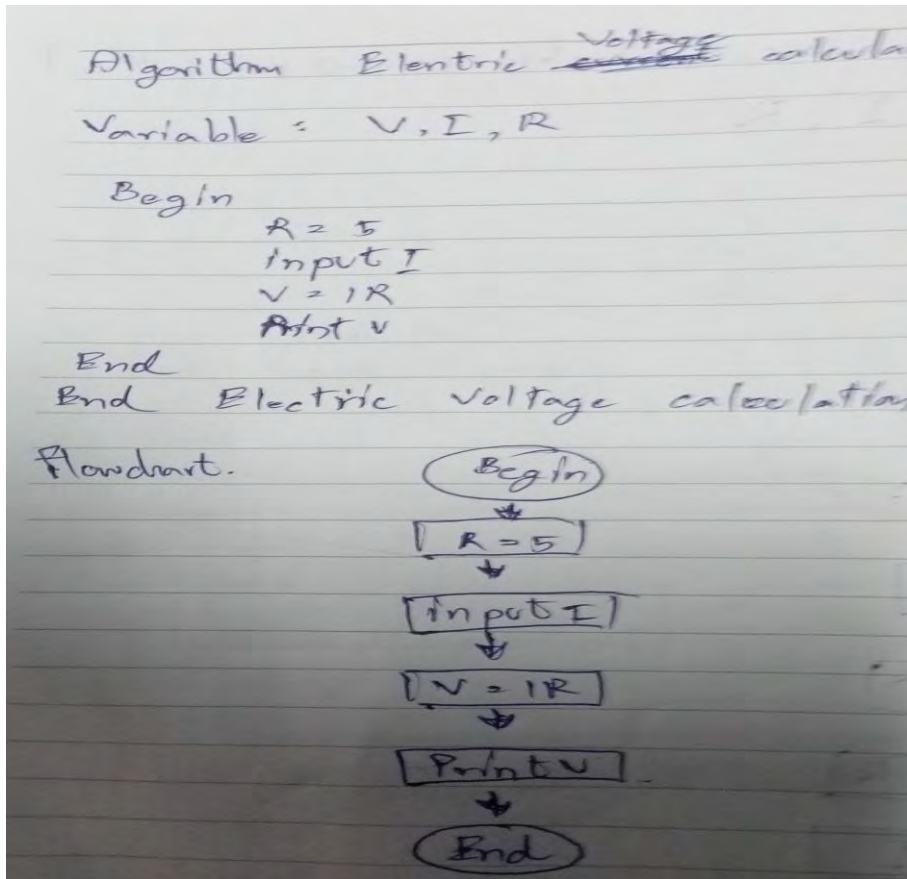 Algorithm Elentric Voltage calcula
Variable : V, I, R
Begin
R = 5
input I
V = IR
Print V
End
End Electric Voltage calculation
Flowchart.
Begin
R = 5
input I
V = IR
Print V
End